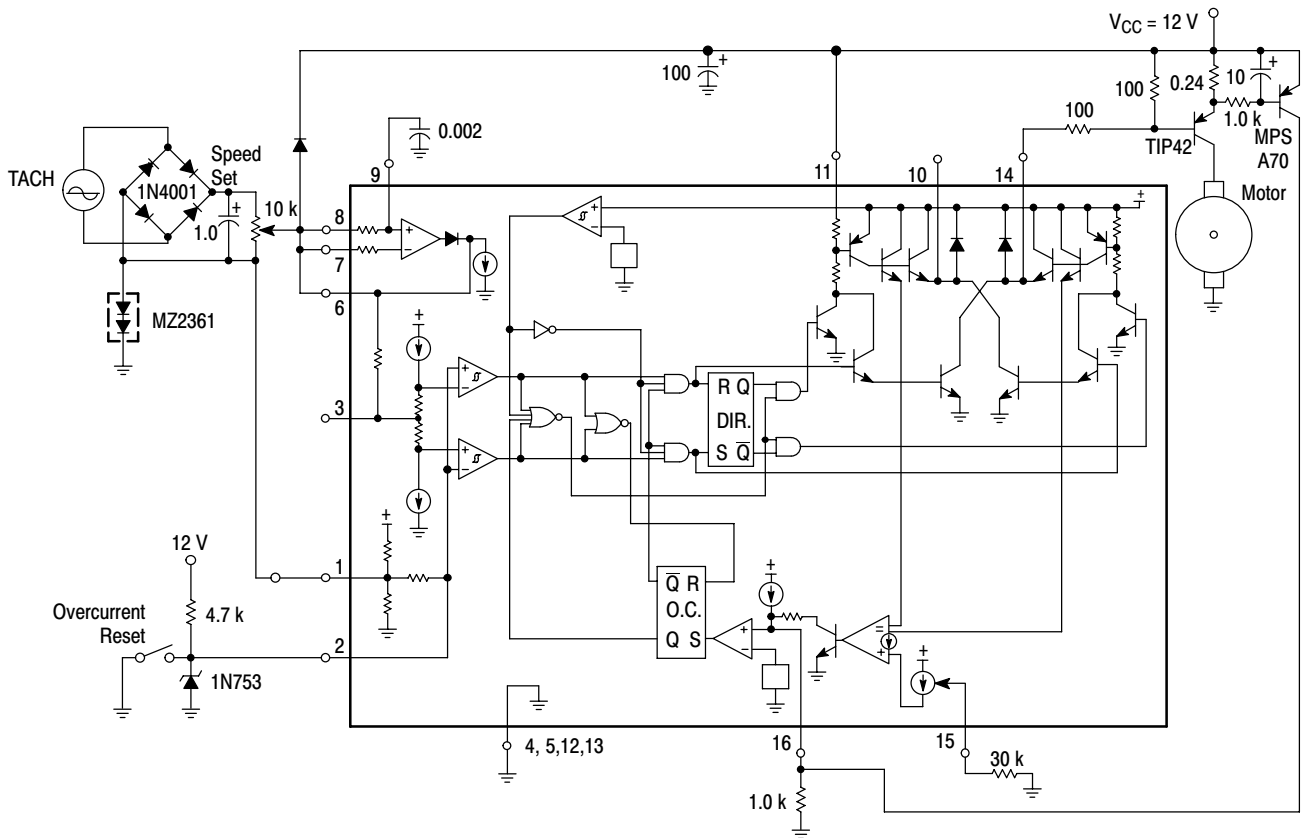 V_CC = 12 V
100
+
100
0.24
10
+
1.0 k
100
TIP42
MPS
A70
Motor
0.002
TACH
1N4001
Speed
Set
+
1.0
10 k
MZ2361
9
11
10
14
8
7
6
3
1
2
+
-
+
-
+
+
+
-
+
-
+
R Q
DIR.
S Q̅
Q̅ R
O.C.
Q S
+
+
-
=
+
+
12 V
4.7 k
Overcurrent
Reset
1N753
4, 5,12,13
16
15
1.0 k
30 k